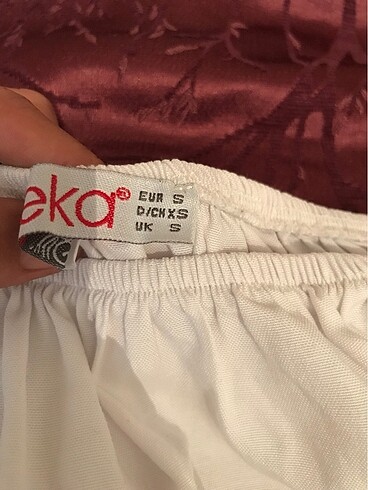 eka®
EUR S
D/CH XS
UK S